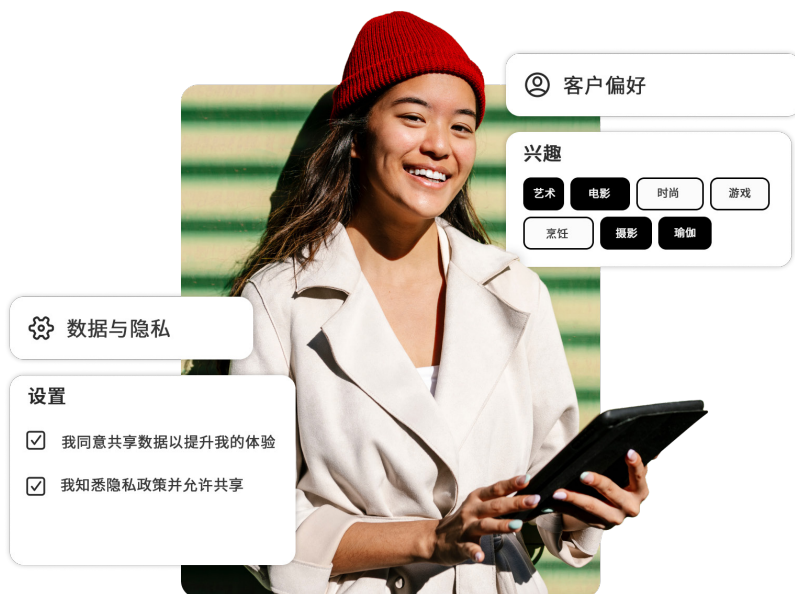 客户偏好
兴趣
艺术 电影 时尚 游戏
烹饪 摄影 瑜伽
数据与隐私
设置
我同意共享数据以提升我的体验
我知悉隐私政策并允许共享